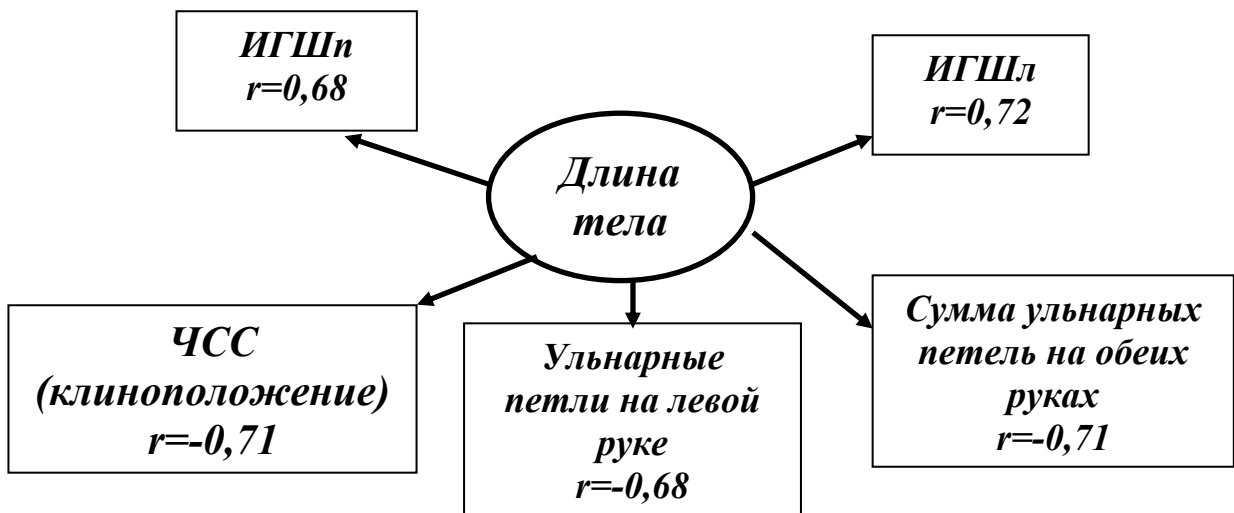 ИГШп
r=0,68
ИГШл
r=0,72
Длина
тела
ЧСС
(клиноположение)
r=-0,71
Ульнарные
петли на левой
руке
r=-0,68
Сумма ульнарных
петель на обеих
руках
r=-0,71